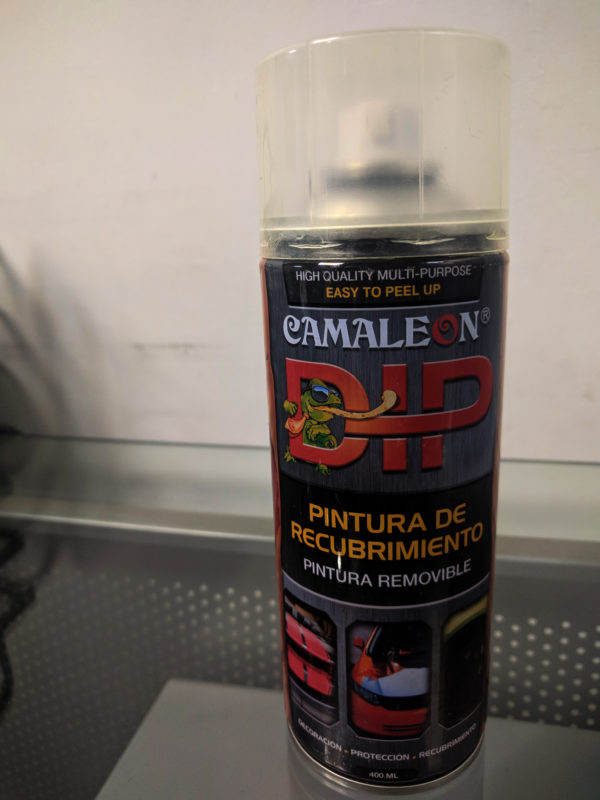 HIGH QUALITY MULTI-PURPOSE
EASY TO PEEL UP
CAMALEON®
DIP
PINTURA DE
RECUBRIMIENTO
PINTURA REMOVIBLE
DECORACIÓN • PROTECCIÓN • RECUBRIMIENTO
400 ML